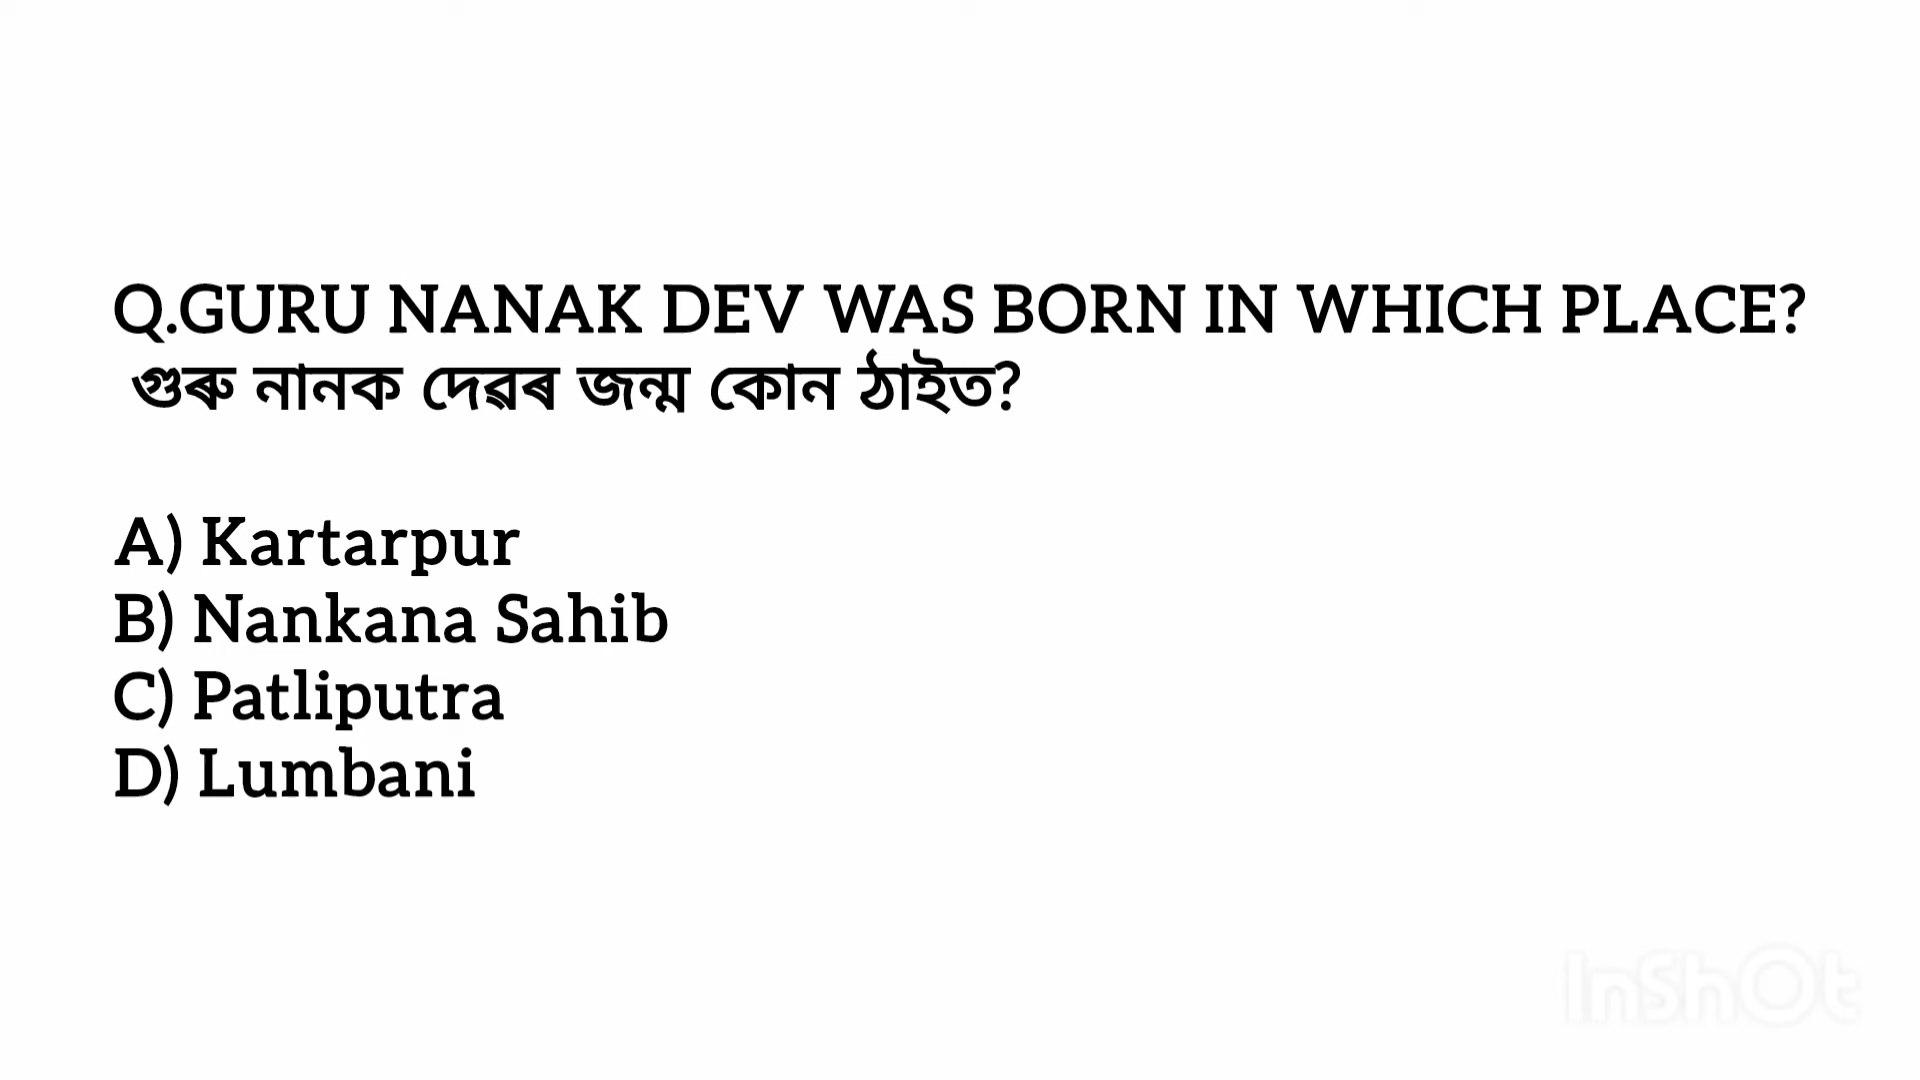 Q.GURU NANAK DEV WAS BORN IN WHICH PLACE?
গুৰু নানক দেৱৰ জন্ম কোন ঠাইত?
A) Kartarpur
B) Nankana Sahib
C) Patliputra
D) Lumbani
InShOt